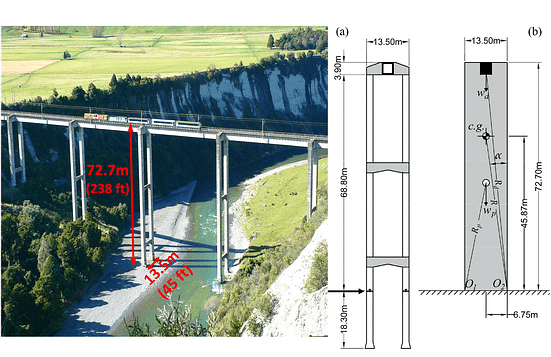 72.7m
(238 ft)
13.5m
(45 ft)
(a)
13.50m
3.90m
68.80m
18.30m
(b)
13.50m
w_d
c.g.
α
R
R
R_p
w_p
45.87m
72.70m
O_1
O_2
6.75m